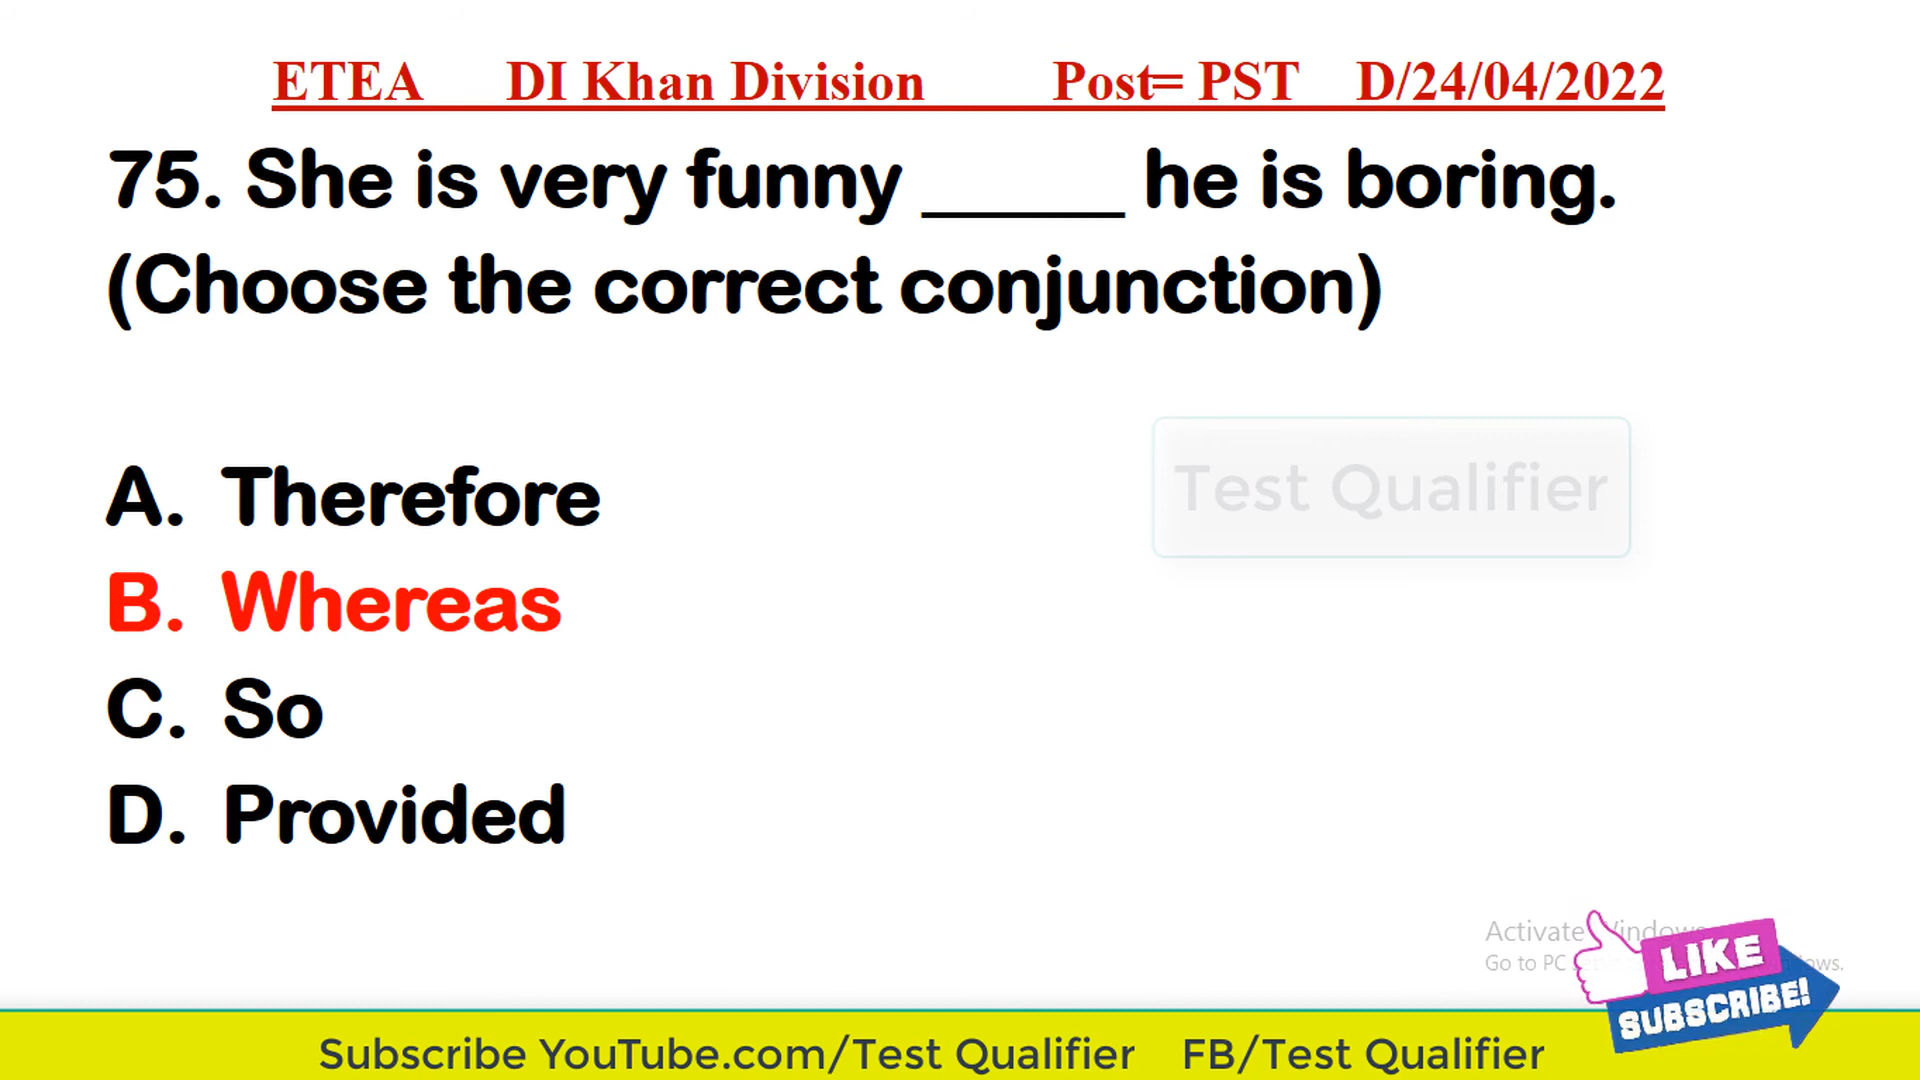 ETEA DI Khan Division Post= PST D/24/04/2022
75. She is very funny _____ he is boring.
(Choose the correct conjunction)
Test Qualifier
A. Therefore
B. Whereas
C. So
D. Provided
Activate Windows
Go to PC
LIKE
SUBSCRIBE!
Subscribe YouTube.com/Test Qualifier FB/Test Qualifier